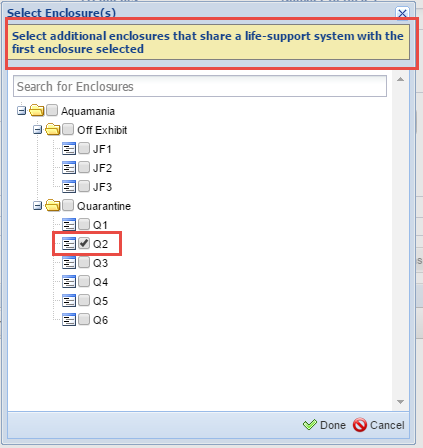 Select Enclosure(s)
Select additional enclosures that share a life-support system with the
first enclosure selected
Search for Enclosures
Aquamania
Off Exhibit
JF1
JF2
JF3
Quarantine
Q1
Q2
Q3
Q4
Q5
Q6
Done Cancel